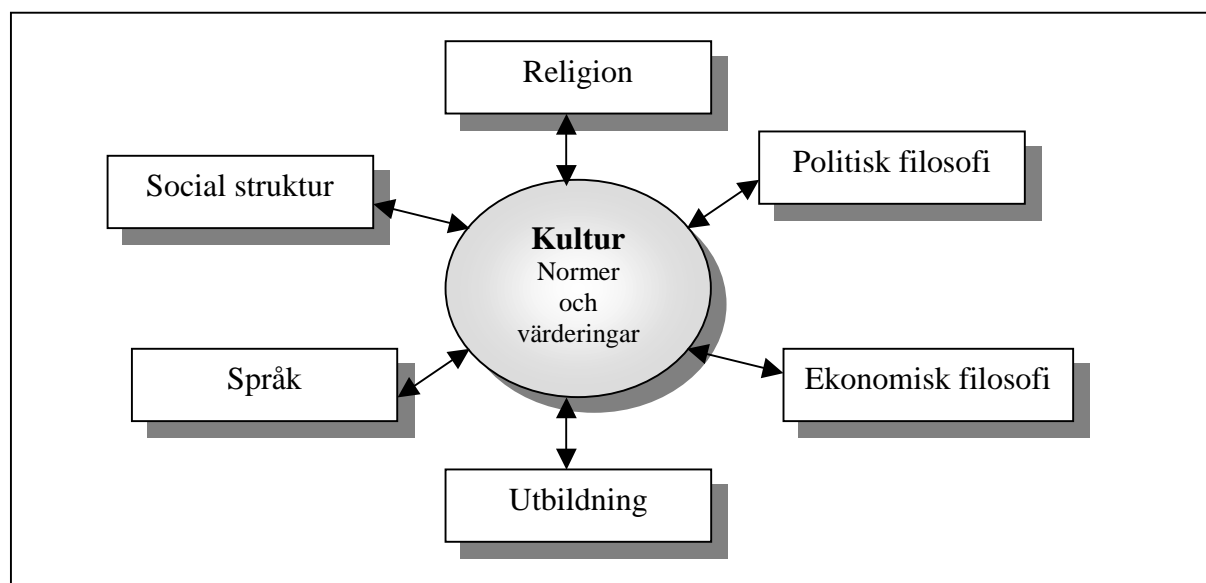 Religion
Politisk filosofi
Social struktur
Kultur
Normer
och
värderingar
Språk
Ekonomisk filosofi
Utbildning